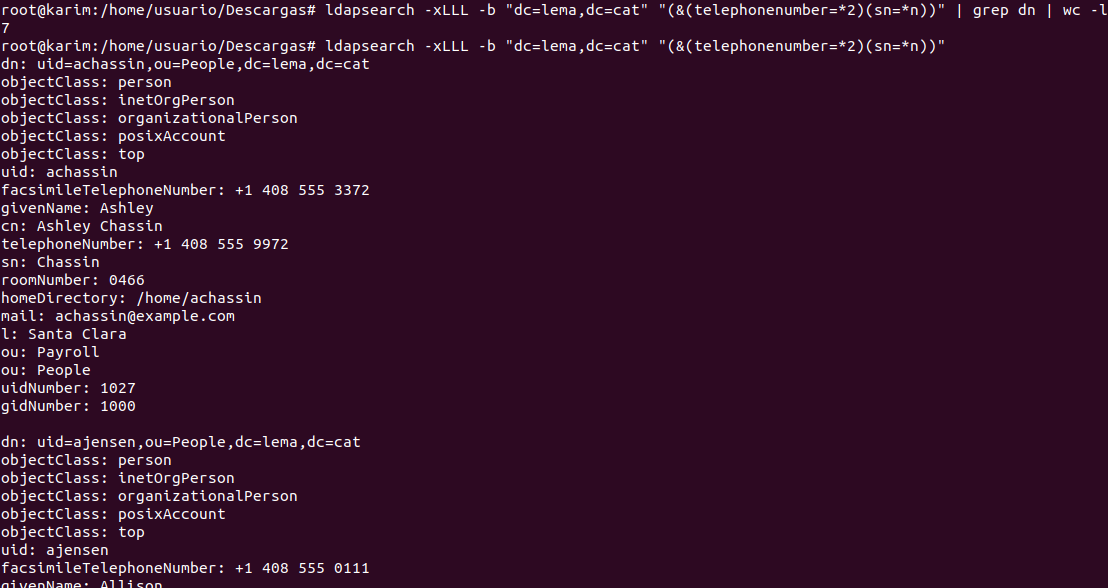 root@karim:/home/usuario/Descargas# ldapsearch -xLLL -b "dc=lema,dc=cat" "(&(telephonenumber=*2)(sn=*n))" | grep dn | wc -l
7
root@karim:/home/usuario/Descargas# ldapsearch -xLLL -b "dc=lema,dc=cat" "(&(telephonenumber=*2)(sn=*n))"
dn: uid=achassin,ou=People,dc=lema,dc=cat
objectClass: person
objectClass: inetOrgPerson
objectClass: organizationalPerson
objectClass: posixAccount
objectClass: top
uid: achassin
facsimileTelephoneNumber: +1 408 555 3372
givenName: Ashley
cn: Ashley Chassin
telephoneNumber: +1 408 555 9972
sn: Chassin
roomNumber: 0466
homeDirectory: /home/achassin
mail: achassin@example.com
l: Santa Clara
ou: Payroll
ou: People
uidNumber: 1027
gidNumber: 1000
dn: uid=ajensen,ou=People,dc=lema,dc=cat
objectClass: person
objectClass: inetOrgPerson
objectClass: organizationalPerson
objectClass: posixAccount
objectClass: top
uid: ajensen
facsimileTelephoneNumber: +1 408 555 0111
givenName: Allison